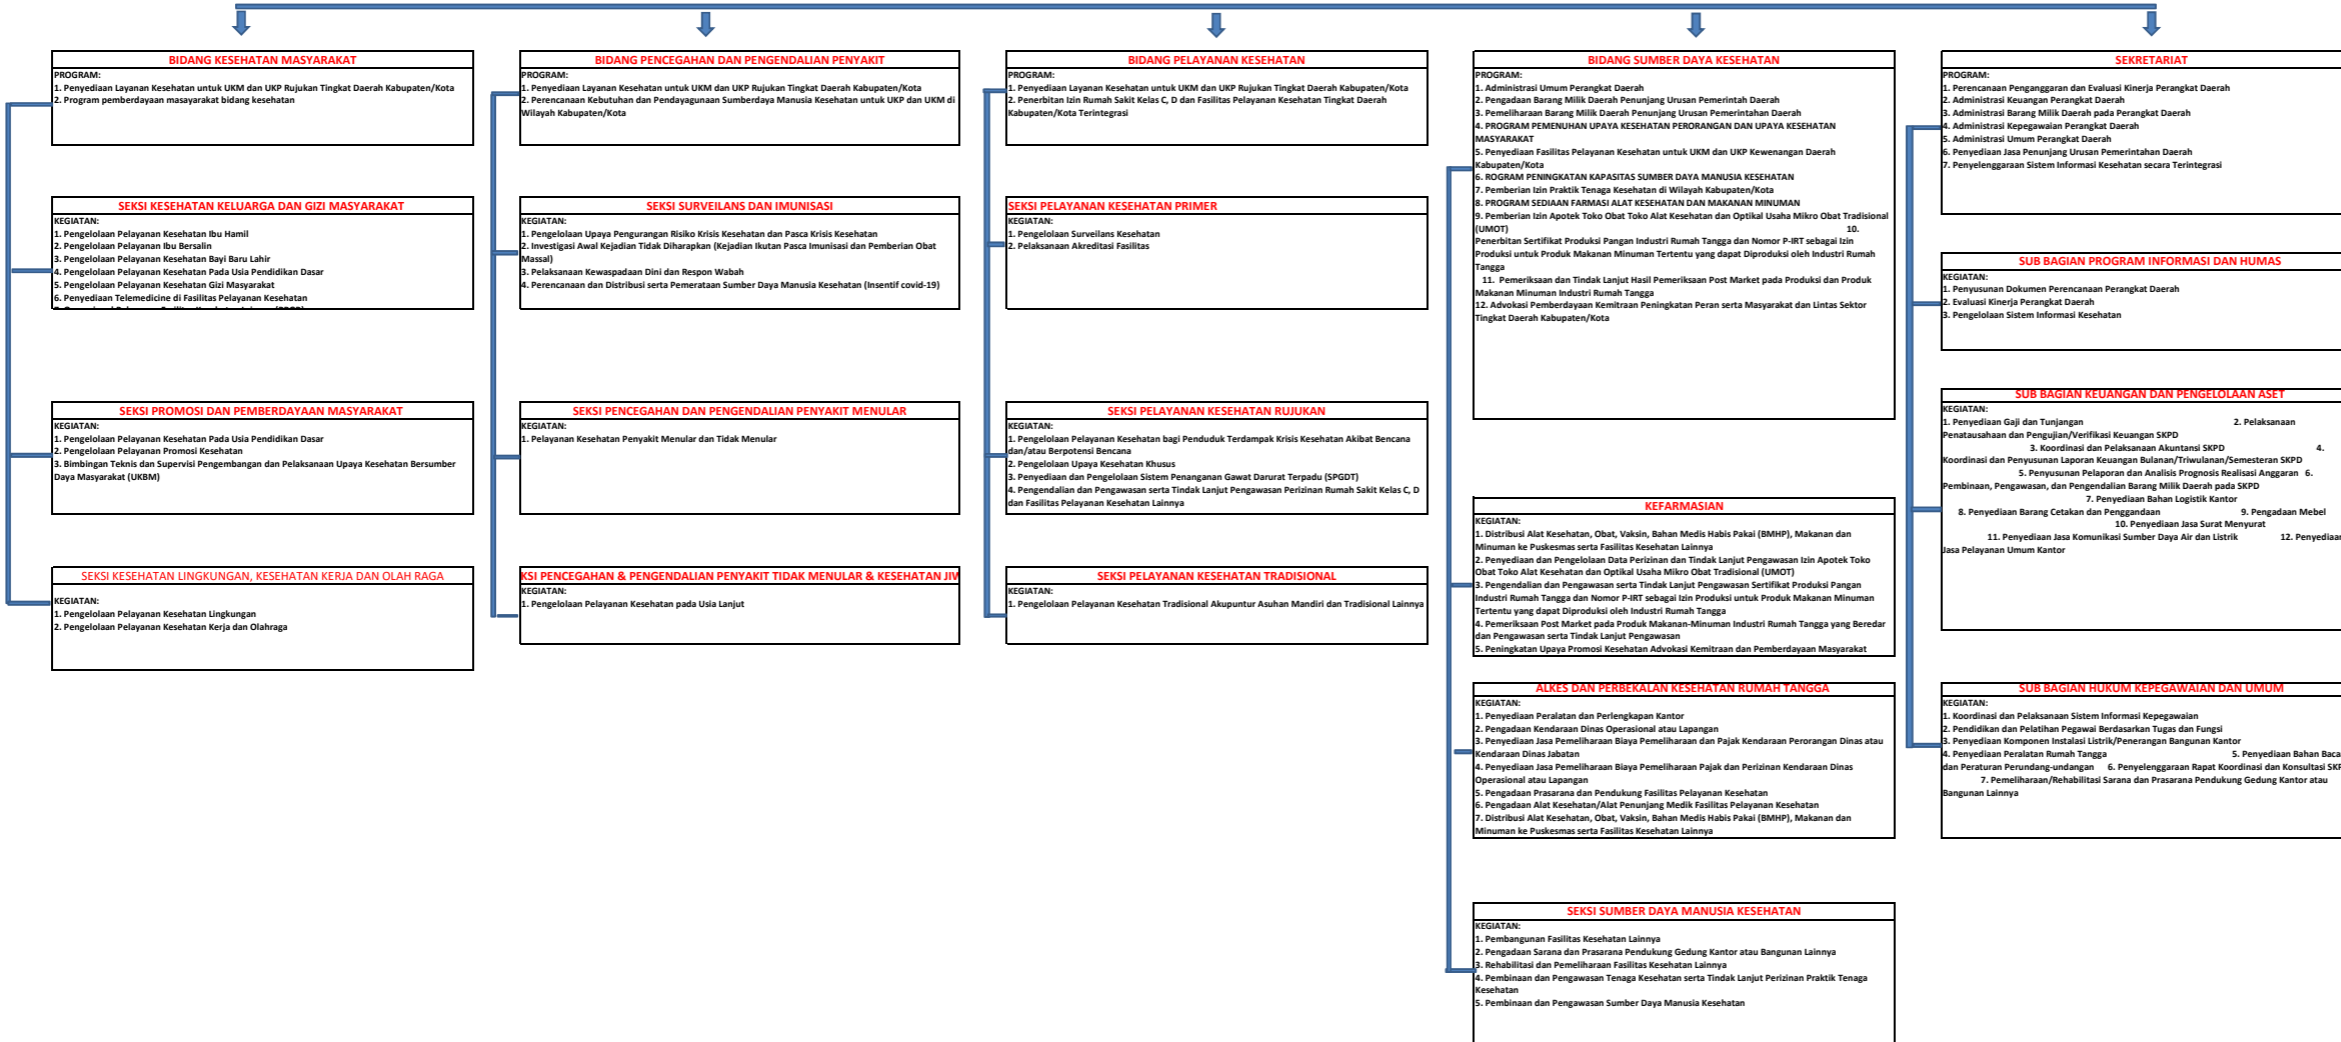 BIDANG KESEHATAN MASYARAKAT
PROGRAM:
1. Penyediaan Layanan Kesehatan untuk UKM dan UKP Rujukan Tingkat Daerah Kabupaten/Kota
2. Program pemberdayaan masayarakat bidang kesehatan
SEKSI KESEHATAN KELUARGA DAN GIZI MASYARAKAT
KEGIATAN:
1. Pengelolaan Pelayanan Kesehatan Ibu Hamil
2. Pengelolaan Pelayanan Ibu Bersalin
3. Pengelolaan Pelayanan Kesehatan Bayi Baru Lahir
4. Pengelolaan Pelayanan Kesehatan Pada Usia Pendidikan Dasar
5. Pengelolaan Pelayanan Kesehatan Gizi Masyarakat
6. Penyediaan Telemedicine di Fasilitas Pelayanan Kesehatan
SEKSI PROMOSI DAN PEMBERDAYAAN MASYARAKAT
KEGIATAN:
1. Pengelolaan Pelayanan Kesehatan Pada Usia Pendidikan Dasar
2. Pengelolaan Pelayanan Promosi Kesehatan
3. Bimbingan Teknis dan Supervisi Pengembangan dan Pelaksanaan Upaya Kesehatan Bersumber
Daya Masyarakat (UKBM)
SEKSI KESEHATAN LINGKUNGAN, KESEHATAN KERJA DAN OLAH RAGA
KEGIATAN:
1. Pengelolaan Pelayanan Kesehatan Lingkungan
2. Pengelolaan Pelayanan Kesehatan Kerja dan Olahraga
BIDANG PENCEGAHAN DAN PENGENDALIAN PENYAKIT
PROGRAM:
1. Penyediaan Layanan Kesehatan untuk UKM dan UKP Rujukan Tingkat Daerah Kabupaten/Kota
2. Perencanaan Kebutuhan dan Pendayagunaan Sumberdaya Manusia Kesehatan untuk UKP dan UKM di
Wilayah Kabupaten/Kota
SEKSI SURVEILANS DAN IMUNISASI
KEGIATAN:
1. Pengelolaan Upaya Pengurangan Risiko Krisis Kesehatan dan Pasca Krisis Kesehatan
2. Investigasi Awal Kejadian Tidak Diharapkan (Kejadian Ikutan Pasca Imunisasi dan Pemberian Obat
Massal)
3. Pelaksanaan Kewaspadaan Dini dan Respon Wabah
4. Perencanaan dan Distribusi serta Pemerataan Sumber Daya Manusia Kesehatan (Insentif covid-19)
SEKSI PENCEGAHAN DAN PENGENDALIAN PENYAKIT MENULAR
KEGIATAN:
1. Pelayanan Kesehatan Penyakit Menular dan Tidak Menular
KSI PENCEGAHAN & PENGENDALIAN PENYAKIT TIDAK MENULAR & KESEHATAN JIW
KEGIATAN:
1. Pengelolaan Pelayanan Kesehatan pada Usia Lanjut
BIDANG PELAYANAN KESEHATAN
PROGRAM:
1. Penyediaan Layanan Kesehatan untuk UKM dan UKP Rujukan Tingkat Daerah Kabupaten/Kota
2. Penerbitan Izin Rumah Sakit Kelas C, D dan Fasilitas Pelayanan Kesehatan Tingkat Daerah
Kabupaten/Kota Terintegrasi
SEKSI PELAYANAN KESEHATAN PRIMER
KEGIATAN:
1. Pengelolaan Surveilans Kesehatan
2. Pelaksanaan Akreditasi Fasilitas
SEKSI PELAYANAN KESEHATAN RUJUKAN
KEGIATAN:
1. Pengelolaan Pelayanan Kesehatan bagi Penduduk Terdampak Krisis Kesehatan Akibat Bencana
dan/atau Berpotensi Bencana
2. Pengelolaan Upaya Kesehatan Khusus
3. Penyediaan dan Pengelolaan Sistem Penanganan Gawat Darurat Terpadu (SPGDT)
4. Pengendalian dan Pengawasan serta Tindak Lanjut Pengawasan Perizinan Rumah Sakit Kelas C, D
dan Fasilitas Pelayanan Kesehatan Lainnya
SEKSI PELAYANAN KESEHATAN TRADISIONAL
KEGIATAN:
1. Pengelolaan Pelayanan Kesehatan Tradisional Akupuntur Asuhan Mandiri dan Tradisional Lainnya
BIDANG SUMBER DAYA KESEHATAN
PROGRAM:
1. Administrasi Umum Perangkat Daerah
2. Pengadaan Barang Milik Daerah Penunjang Urusan Pemerintah Daerah
3. Pemeliharaan Barang Milik Daerah Penunjang Urusan Pemerintahan Daerah
4. PROGRAM PEMENUHAN UPAYA KESEHATAN PERORANGAN DAN UPAYA KESEHATAN
MASYARAKAT
5. Penyediaan Fasilitas Pelayanan Kesehatan untuk UKM dan UKP Kewenangan Daerah
Kabupaten/Kota
6. ROGRAM PENINGKATAN KAPASITAS SUMBER DAYA MANUSIA KESEHATAN
7. Pemberian Izin Praktik Tenaga Kesehatan di Wilayah Kabupaten/Kota
8. PROGRAM SEDIAAN FARMASI ALAT KESEHATAN DAN MAKANAN MINUMAN
9. Pemberian Izin Apotek Toko Obat Toko Alat Kesehatan dan Optikal Usaha Mikro Obat Tradisional
(UMOT) 10.
Penerbitan Sertifikat Produksi Pangan Industri Rumah Tangga dan Nomor P-IRT sebagai Izin
Produksi untuk Produk Makanan Minuman Tertentu yang dapat Diproduksi oleh Industri Rumah
Tangga
11. Pemeriksaan dan Tindak Lanjut Hasil Pemeriksaan Post Market pada Produksi dan Produk
Makanan Minuman Industri Rumah Tangga
12. Advokasi Pemberdayaan Kemitraan Peningkatan Peran serta Masyarakat dan Lintas Sektor
Tingkat Daerah Kabupaten/Kota
KEFARMASIAN
KEGIATAN:
1. Distribusi Alat Kesehatan, Obat, Vaksin, Bahan Medis Habis Pakai (BMHP), Makanan dan
Minuman ke Puskesmas serta Fasilitas Kesehatan Lainnya
2. Penyediaan dan Pengelolaan Data Perizinan dan Tindak Lanjut Pengawasan Izin Apotek Toko
Obat Toko Alat Kesehatan dan Optikal Usaha Mikro Obat Tradisional (UMOT)
3. Pengendalian dan Pengawasan serta Tindak Lanjut Pengawasan Sertifikat Produksi Pangan
Industri Rumah Tangga dan Nomor P-IRT sebagai Izin Produksi untuk Produk Makanan Minuman
Tertentu yang dapat Diproduksi oleh Industri Rumah Tangga
4. Pemeriksaan Post Market pada Produk Makanan-Minuman Industri Rumah Tangga yang Beredar
dan Pengawasan serta Tindak Lanjut Pengawasan
5. Peningkatan Upaya Promosi Kesehatan Advokasi Kemitraan dan Pemberdayaan Masyarakat
ALKES DAN PERBEKALAN KESEHATAN RUMAH TANGGA
KEGIATAN:
1. Penyediaan Peralatan dan Perlengkapan Kantor
2. Pengadaan Kendaraan Dinas Operasional atau Lapangan
3. Penyediaan Jasa Pemeliharaan Biaya Pemeliharaan dan Pajak Kendaraan Perorangan Dinas atau
Kendaraan Dinas Jabatan
4. Penyediaan Jasa Pemeliharaan Biaya Pemeliharaan Pajak dan Perizinan Kendaraan Dinas
Operasional atau Lapangan
5. Pengadaan Prasarana dan Pendukung Fasilitas Pelayanan Kesehatan
6. Pengadaan Alat Kesehatan/Alat Penunjang Medik Fasilitas Pelayanan Kesehatan
7. Distribusi Alat Kesehatan, Obat, Vaksin, Bahan Medis Habis Pakai (BMHP), Makanan dan
Minuman ke Puskesmas serta Fasilitas Kesehatan Lainnya
SEKSI SUMBER DAYA MANUSIA KESEHATAN
KEGIATAN:
1. Pembangunan Fasilitas Kesehatan Lainnya
2. Pengadaan Sarana dan Prasarana Pendukung Gedung Kantor atau Bangunan Lainnya
3. Rehabilitasi dan Pemeliharaan Fasilitas Kesehatan Lainnya
4. Pembinaan dan Pengawasan Tenaga Kesehatan serta Tindak Lanjut Perizinan Praktik Tenaga
Kesehatan
5. Pembinaan dan Pengawasan Sumber Daya Manusia Kesehatan
SEKRETARIAT
PROGRAM:
1. Perencanaan Penganggaran dan Evaluasi Kinerja Perangkat Daerah
2. Administrasi Keuangan Perangkat Daerah
3. Administrasi Barang Milik Daerah pada Perangkat Daerah
4. Administrasi Kepegawaian Perangkat Daerah
5. Administrasi Umum Perangkat Daerah
6. Penyediaan Jasa Penunjang Urusan Pemerintahan Daerah
7. Penyelenggaraan Sistem Informasi Kesehatan secara Terintegrasi
SUB BAGIAN PROGRAM INFORMASI DAN HUMAS
KEGIATAN:
1. Penyusunan Dokumen Perencanaan Perangkat Daerah
2. Evaluasi Kinerja Perangkat Daerah
3. Pengelolaan Sistem Informasi Kesehatan
SUB BAGIAN KEUANGAN DAN PENGELOLAAN ASET
KEGIATAN:
1. Penyediaan Gaji dan Tunjangan 2. Pelaksanaan
Penatausahaan dan Pengujian/Verifikasi Keuangan SKPD
3. Koordinasi dan Pelaksanaan Akuntansi SKPD 4.
Koordinasi dan Penyusunan Laporan Keuangan Bulanan/Triwulanan/Semesteran SKPD
5. Penyusunan Pelaporan dan Analisis Prognosis Realisasi Anggaran 6.
Pembinaan, Pengawasan, dan Pengendalian Barang Milik Daerah pada SKPD
7. Penyediaan Bahan Logistik Kantor
8. Penyediaan Barang Cetakan dan Penggandaan 9. Pengadaan Mebel
10. Penyediaan Jasa Surat Menyurat
11. Penyediaan Jasa Komunikasi Sumber Daya Air dan Listrik 12. Penyediaan
Jasa Pelayanan Umum Kantor
SUB BAGIAN HUKUM KEPEGAWAIAN DAN UMUM
KEGIATAN:
1. Koordinasi dan Pelaksanaan Sistem Informasi Kepegawaian
2. Pendidikan dan Pelatihan Pegawai Berdasarkan Tugas dan Fungsi
3. Penyediaan Komponen Instalasi Listrik/Penerangan Bangunan Kantor
4. Penyediaan Peralatan Rumah Tangga 5. Penyediaan Bahan Baca
dan Peraturan Perundang-undangan 6. Penyelenggaraan Rapat Koordinasi dan Konsultasi SKP
7. Pemeliharaan/Rehabilitasi Sarana dan Prasarana Pendukung Gedung Kantor atau
Bangunan Lainnya